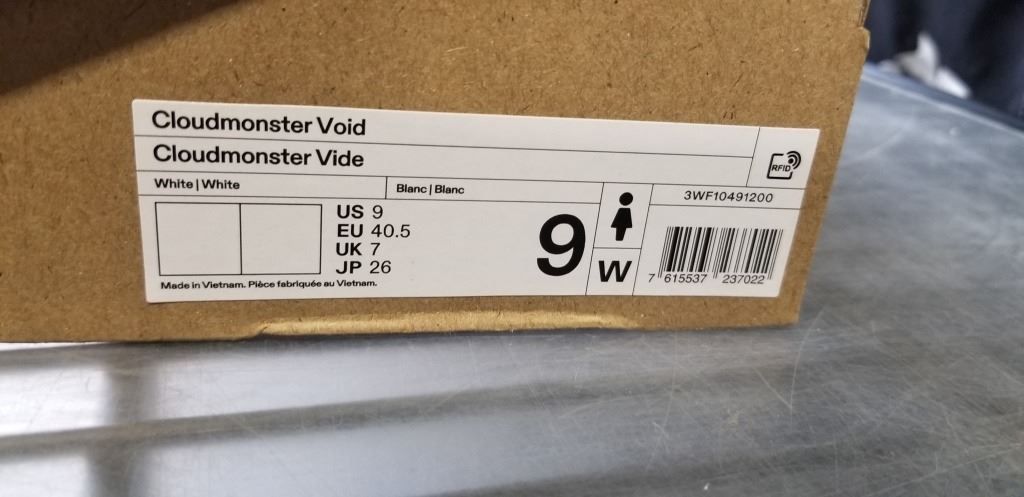 Cloudmonster Void
Cloudmonster Vide
RFID
White | White
Blanc | Blanc
3WF10491200
US 9
EU 40.5
UK 7
JP 26
9
W
7 615537 237022
Made in Vietnam. Pièce fabriquée au Vietnam.